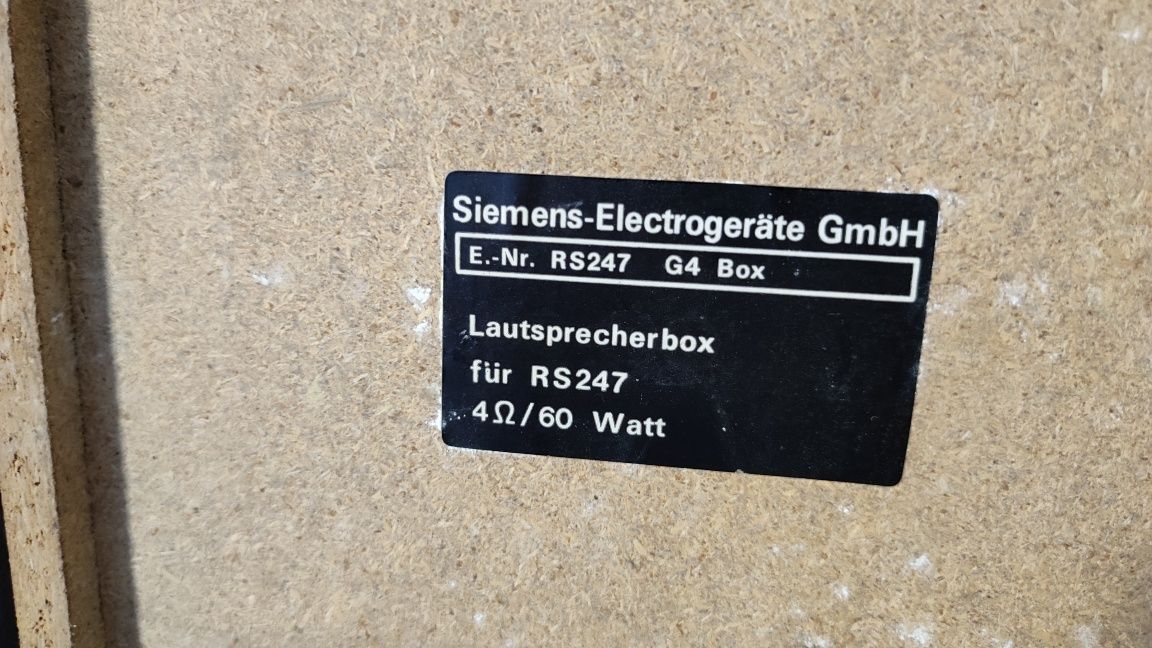 Siemens-Electrogeräte GmbH
E.-Nr. RS247 G4 Box
Lautsprecherbox
für RS247
4Ω/60 Watt